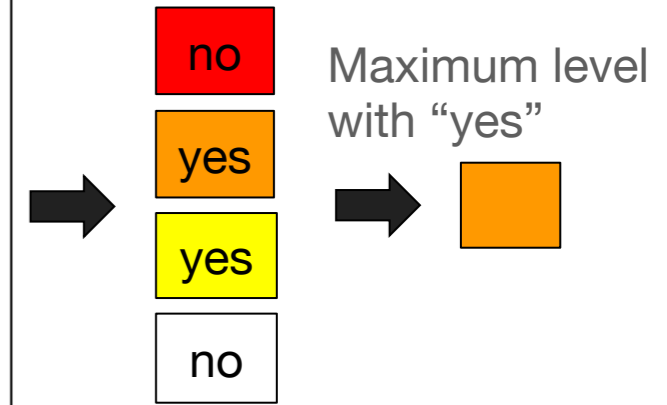 no
Maximum level
with “yes”
yes
yes
no